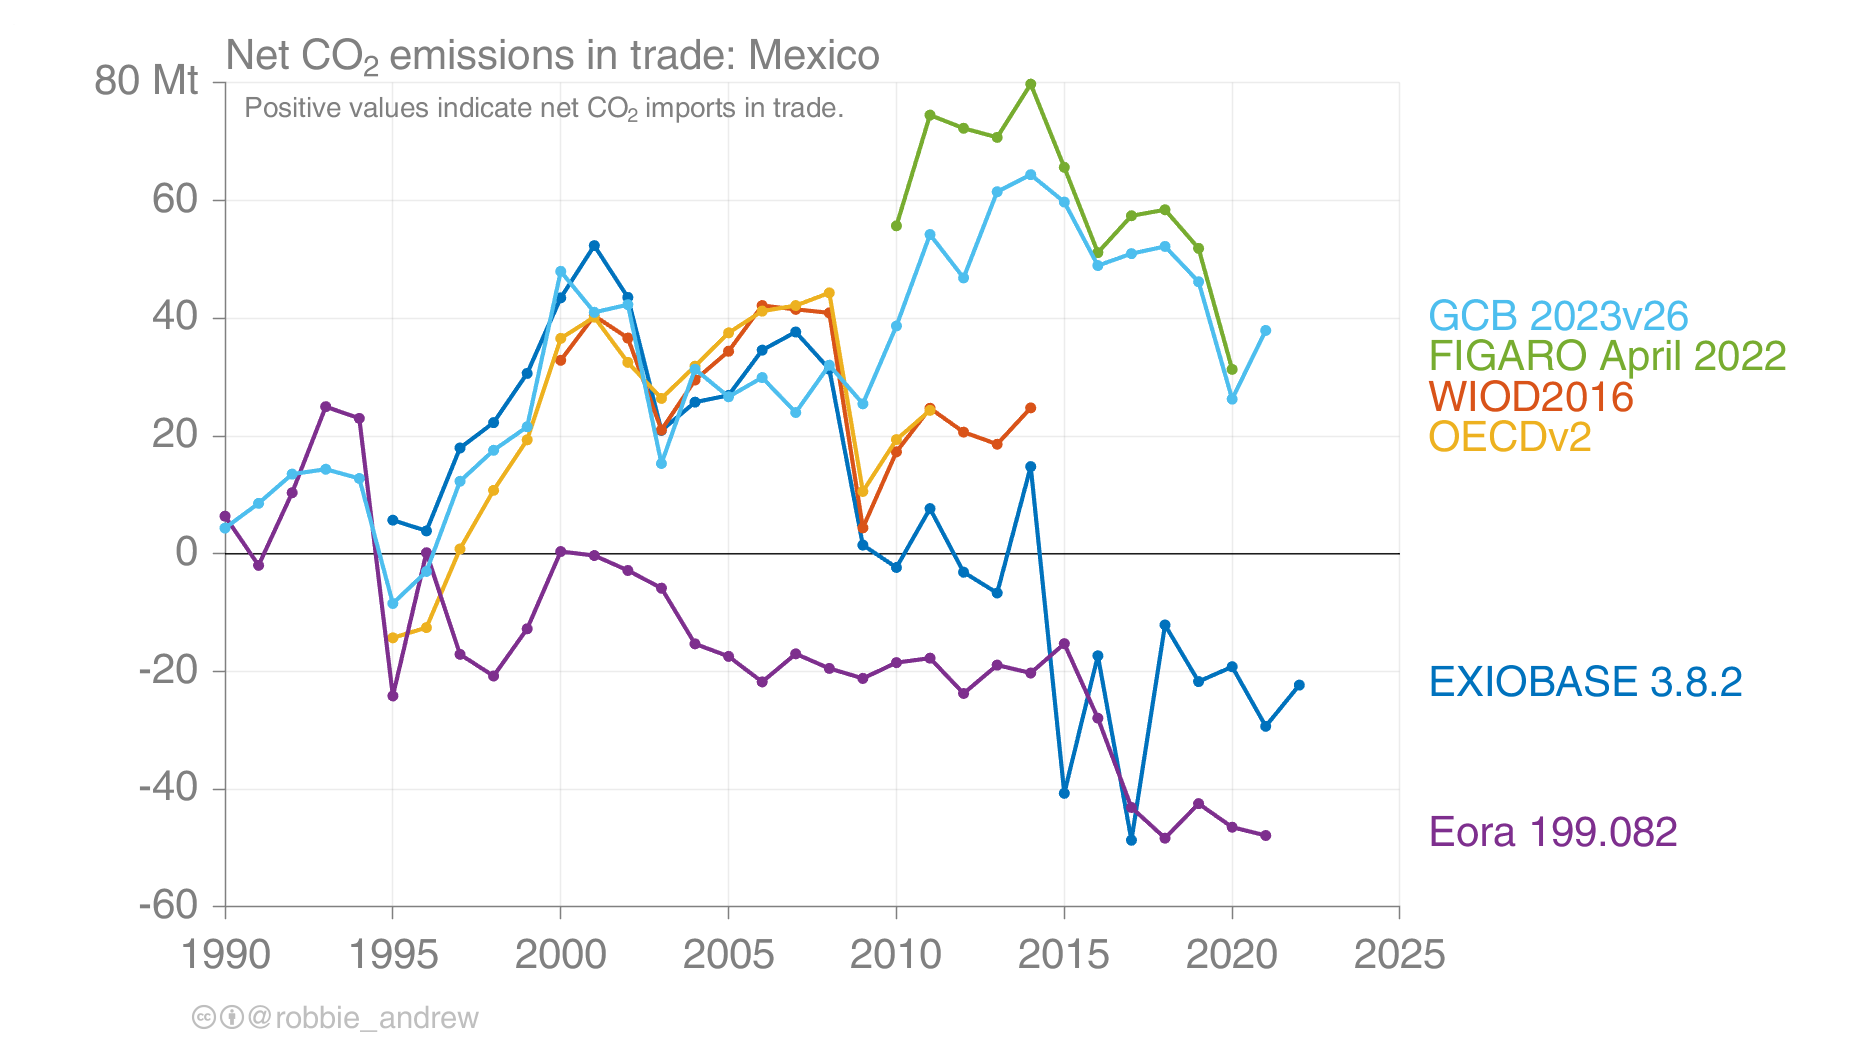 Net CO₂ emissions in trade: Mexico
80 Mt
Positive values indicate net CO₂ imports in trade.
60
40
20
0
-20
-40
-60
1990 1995 2000 2005 2010 2015 2020 2025
GCB 2023v26
FIGARO April 2022
WIOD2016
OECDv2
EXIOBASE 3.8.2
Eora 199.082
cc @robbie_andrew